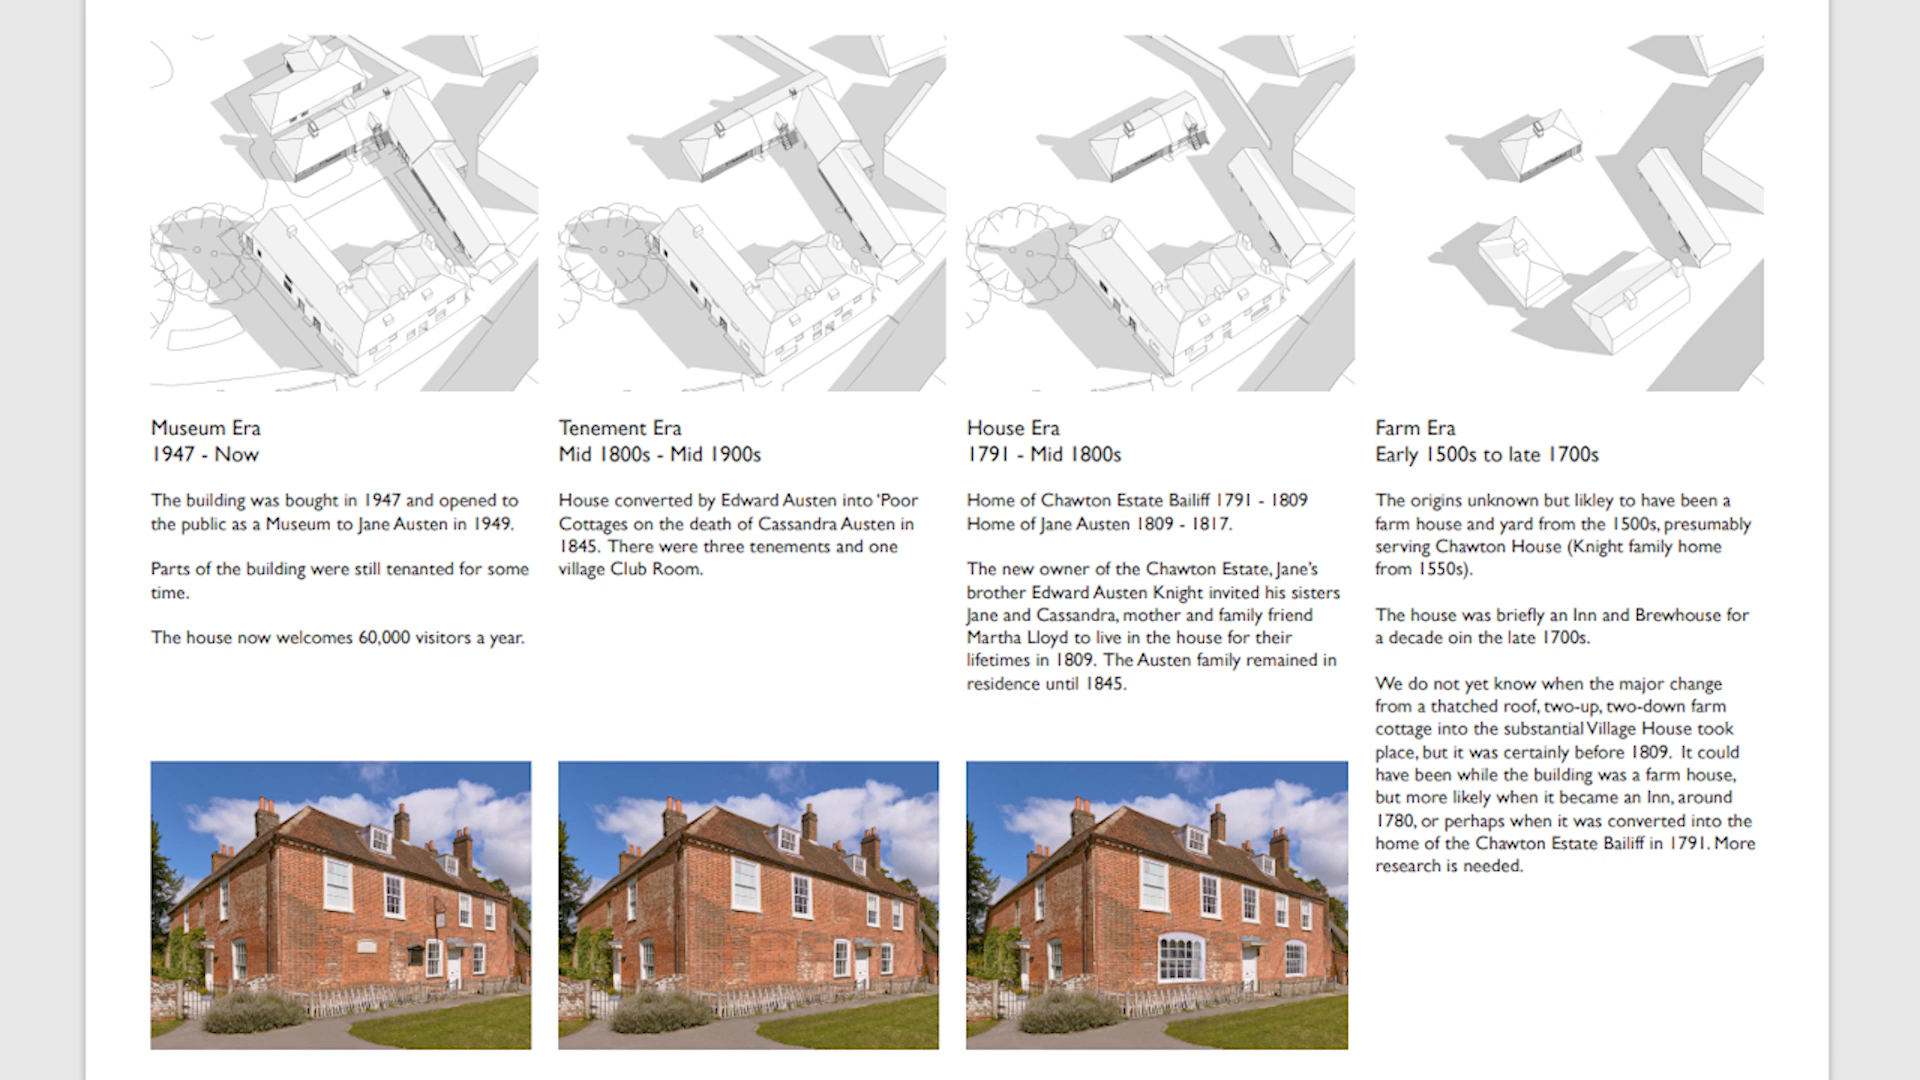 Museum Era
1947 - Now
The building was bought in 1947 and opened to
the public as a Museum to Jane Austen in 1949.
Parts of the building were still tenanted for some
time.
The house now welcomes 60,000 visitors a year.
Tenement Era
Mid 1800s - Mid 1900s
House converted by Edward Austen into 'Poor
Cottages on the death of Cassandra Austen in
1845. There were three tenements and one
village Club Room.
House Era
1791 - Mid 1800s
Home of Chawton Estate Bailiff 1791 - 1809
Home of Jane Austen 1809 - 1817.
The new owner of the Chawton Estate, Jane's
brother Edward Austen Knight invited his sisters
Jane and Cassandra, mother and family friend
Martha Lloyd to live in the house for their
lifetimes in 1809. The Austen family remained in
residence until 1845.
Farm Era
Early 1500s to late 1700s
The origins unknown but likley to have been a
farm house and yard from the 1500s, presumably
serving Chawton House (Knight family home
from 1550s).
The house was briefly an Inn and Brewhouse for
a decade oin the late 1700s.
We do not yet know when the major change
from a thatched roof, two-up, two-down farm
cottage into the substantial Village House took
place, but it was certainly before 1809. It could
have been while the building was a farm house,
but more likely when it became an Inn, around
1780, or perhaps when it was converted into the
home of the Chawton Estate Bailiff in 1791. More
research is needed.